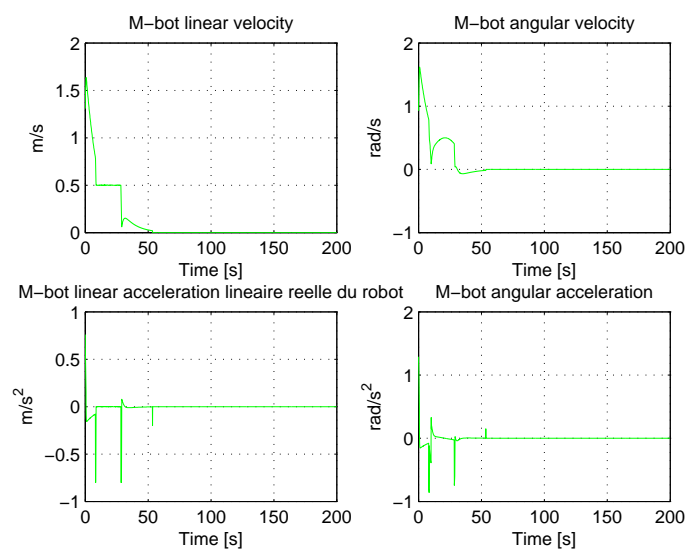 M−bot linear velocity
2
1.5
1
0.5
0
m/s
0 50 100 150 200
Time [s]
M−bot angular velocity
2
1
0
−1
rad/s
0 50 100 150 200
Time [s]
M−bot linear acceleration lineaire reelle du robot
1
0.5
0
−0.5
−1
m/s²
0 50 100 150 200
Time [s]
M−bot angular acceleration
2
1
0
−1
rad/s²
0 50 100 150 200
Time [s]